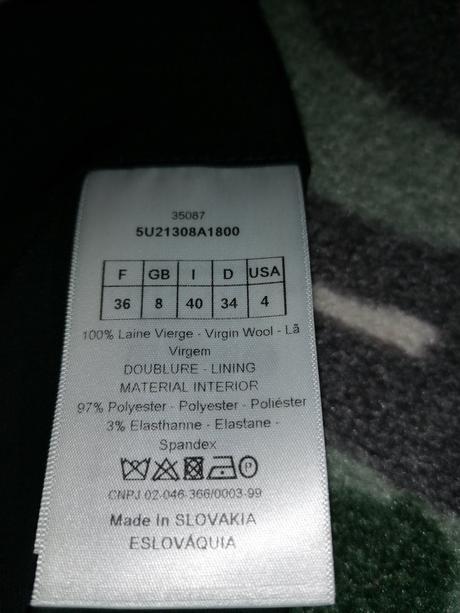 35087
5U21308A1800
F GB I D USA
36 8 40 34 4
100% Laine Vierge - Virgin Wool - Lã
Virgem
DOUBLURE - LINING
MATERIAL INTERIOR
97% Polyester - Polyester - Poliéster
3% Elasthanne - Elastane -
Spandex
P
CNPJ 02-046-366/0003-99
Made In SLOVAKIA
ESLOVÁQUIA